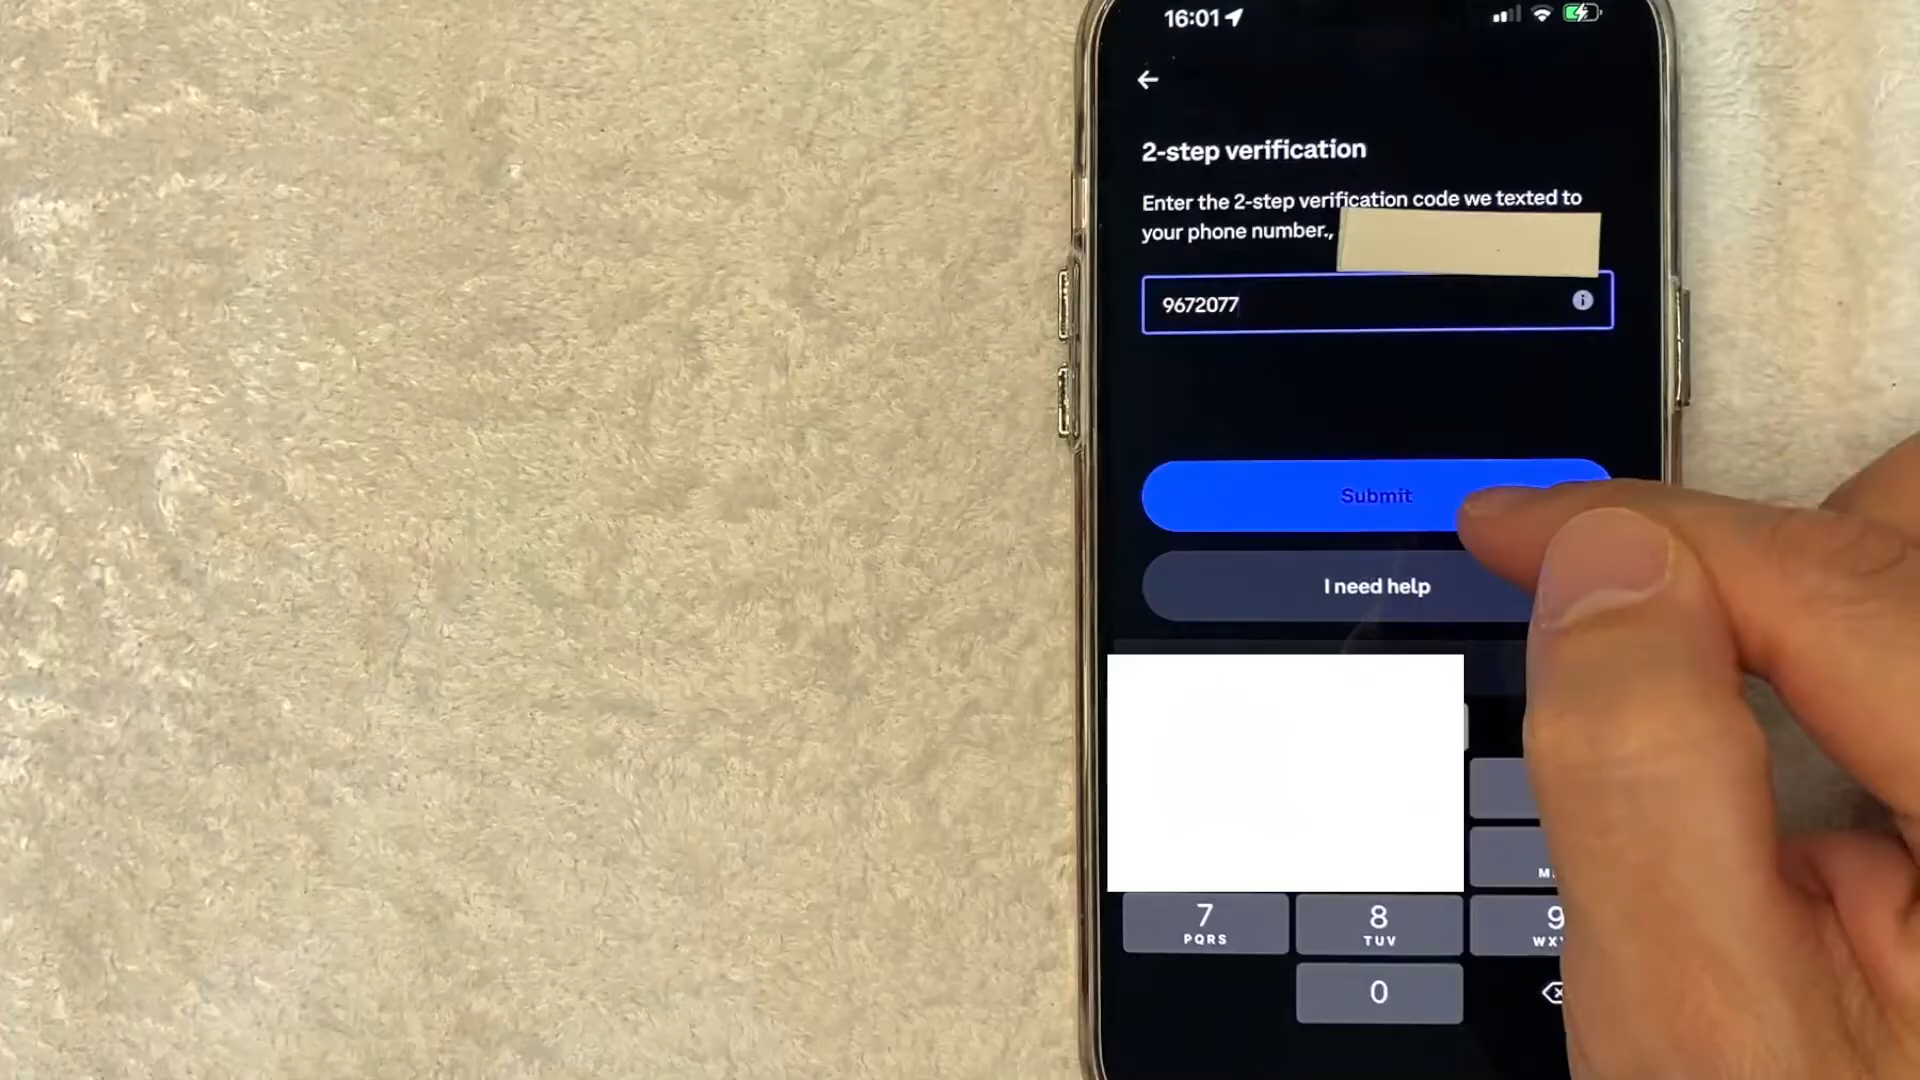 16:01
2-step verification
Enter the 2-step verification code we texted to
your phone number.,
9672077
Submit
I need help
7 8 9
PQRS TUV
0